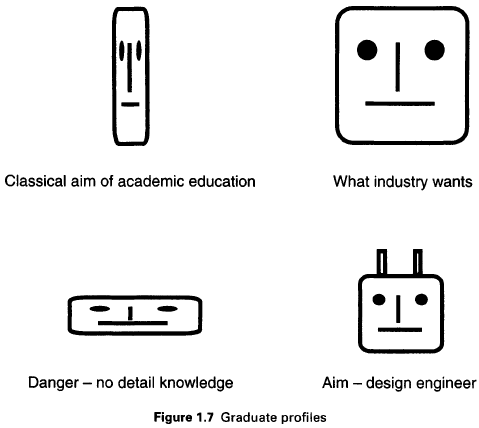 Classical aim of academic education
What industry wants
Danger – no detail knowledge
Aim – design engineer
Figure 1.7 Graduate profiles